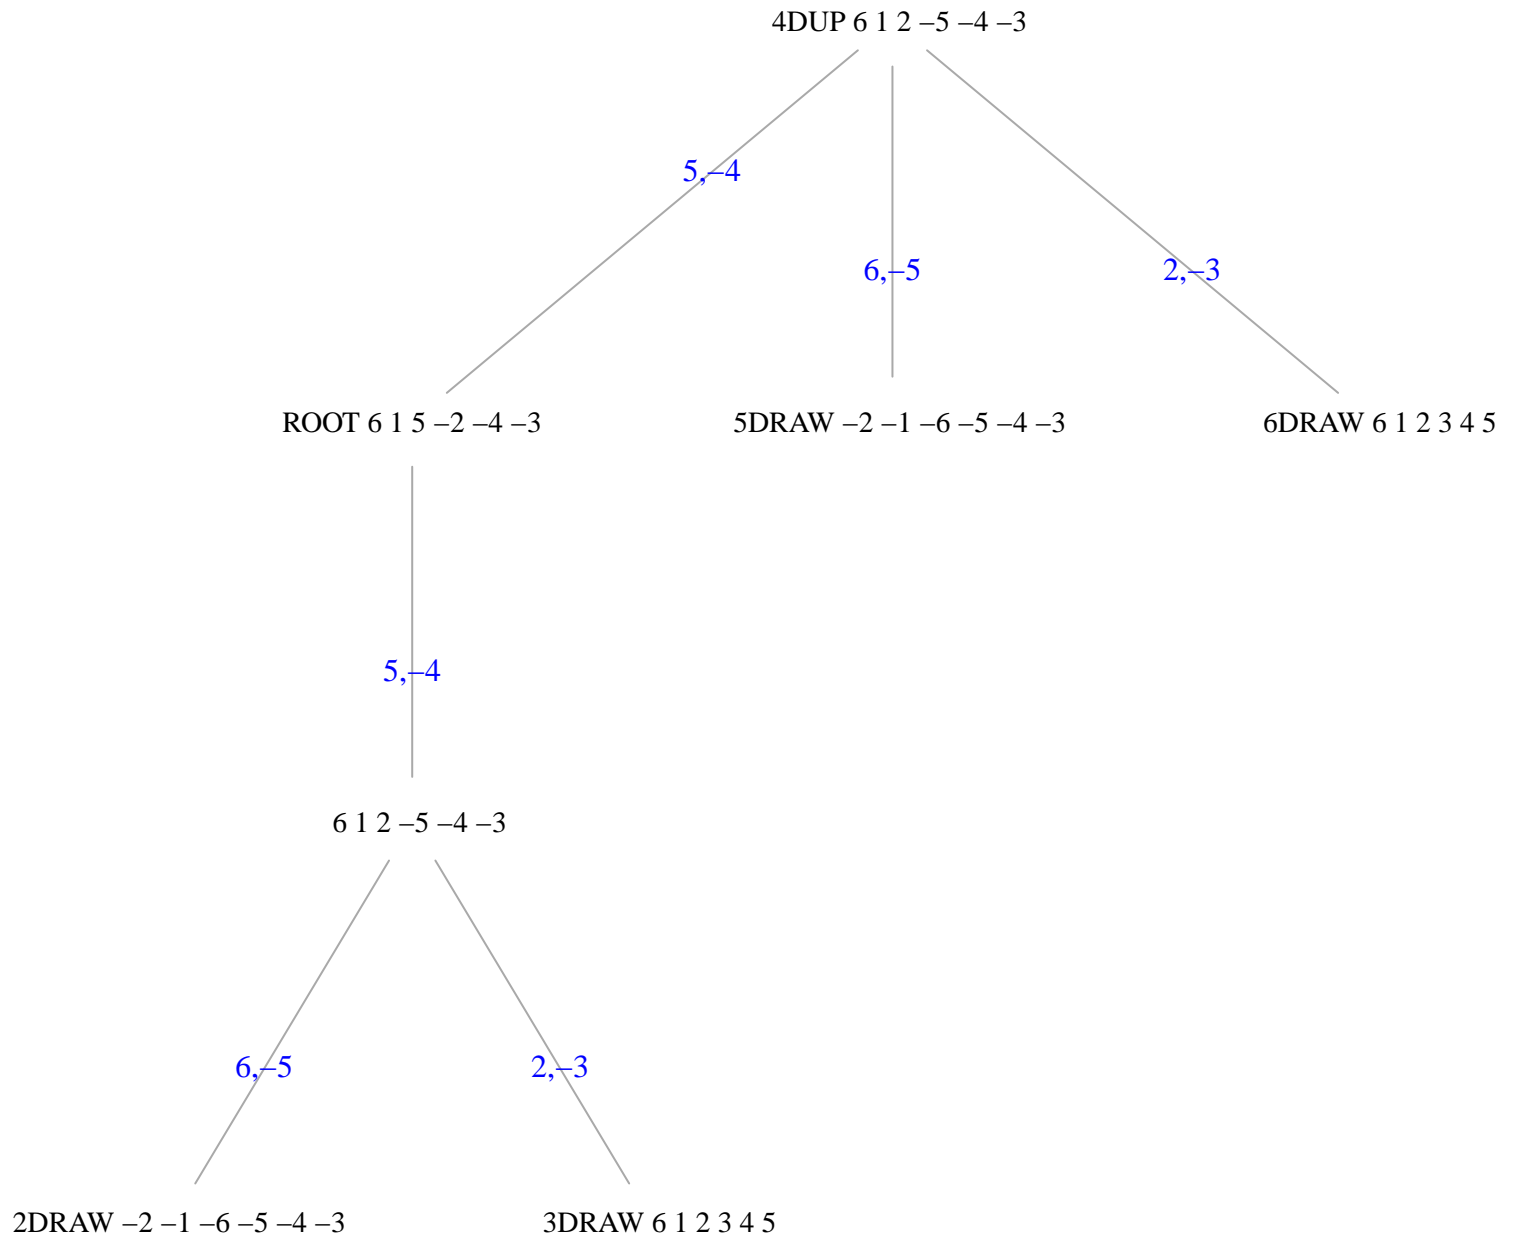 4DUP 6 1 2 –5 –4 –3
5,–4
6,–5
2,–3
ROOT 6 1 5 –2 –4 –3
5DRAW –2 –1 –6 –5 –4 –3
6DRAW 6 1 2 3 4 5
5,–4
6 1 2 –5 –4 –3
6,–5
2,–3
2DRAW –2 –1 –6 –5 –4 –3
3DRAW 6 1 2 3 4 5